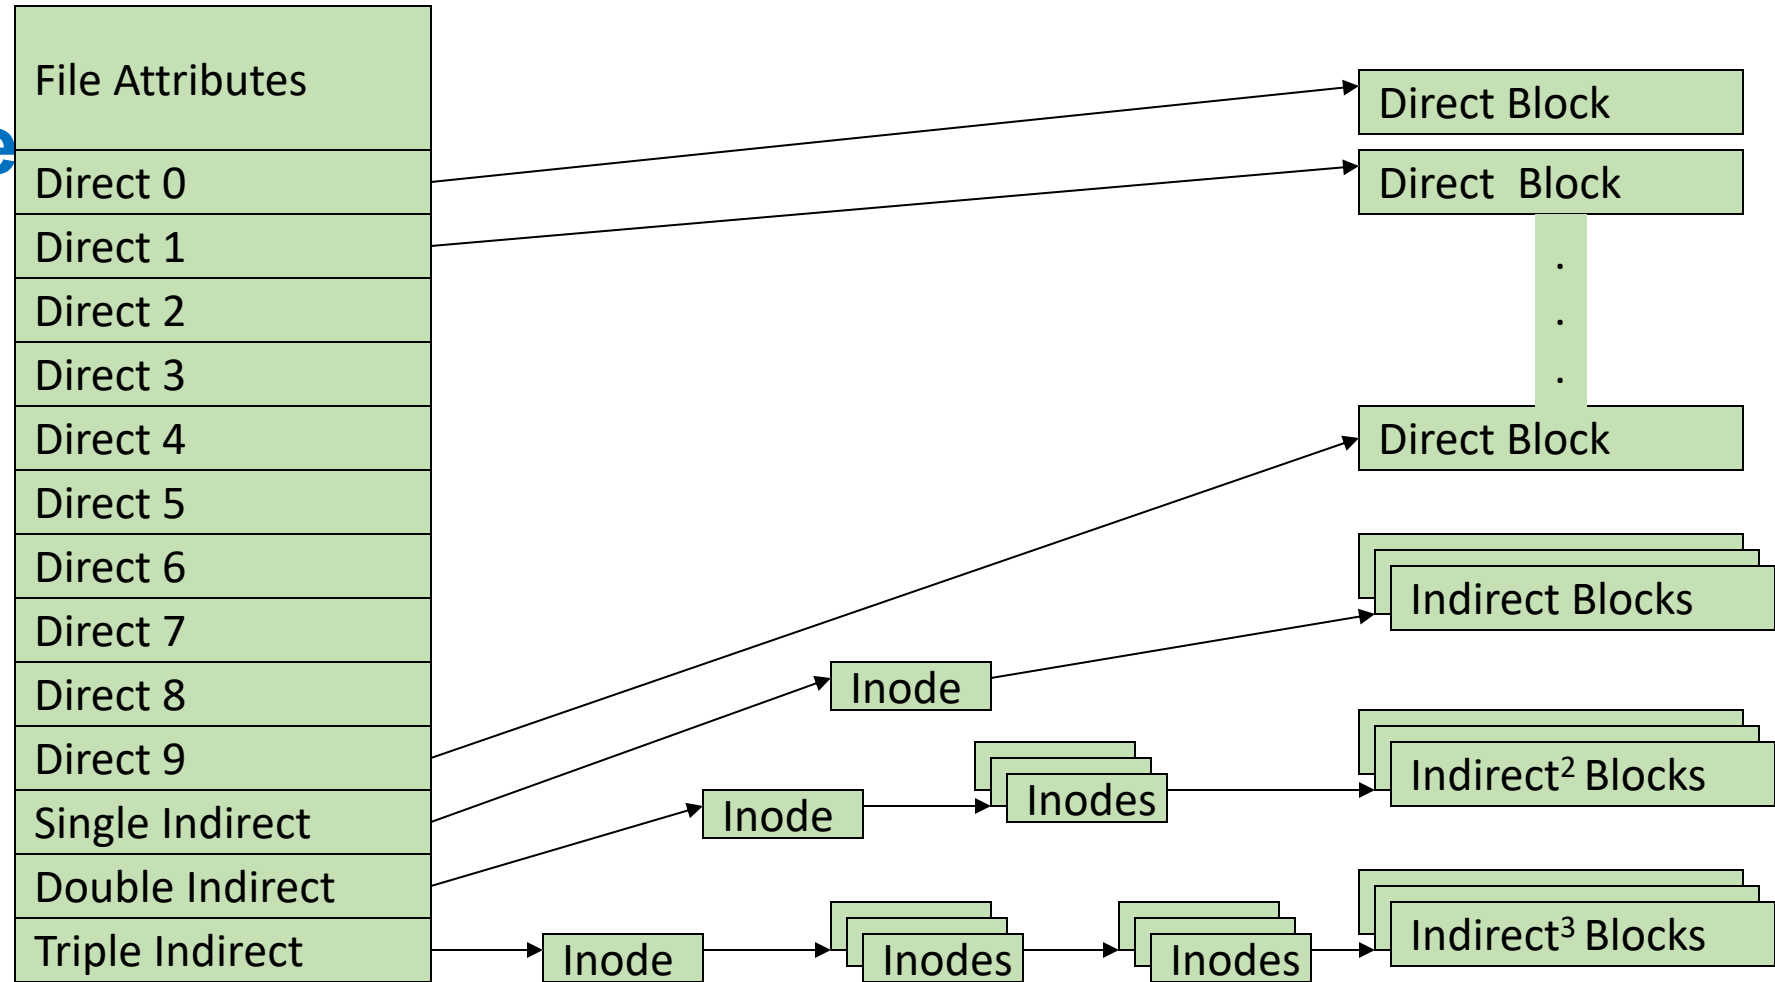 File Attributes
Direct 0
Direct 1
Direct 2
Direct 3
Direct 4
Direct 5
Direct 6
Direct 7
Direct 8
Direct 9
Single Indirect
Double Indirect
Triple Indirect
Direct Block
Direct Block
.
.
.
Direct Block
Inode
Indirect Blocks
Inode
Inodes
Indirect² Blocks
Inode
Inodes
Inodes
Indirect³ Blocks